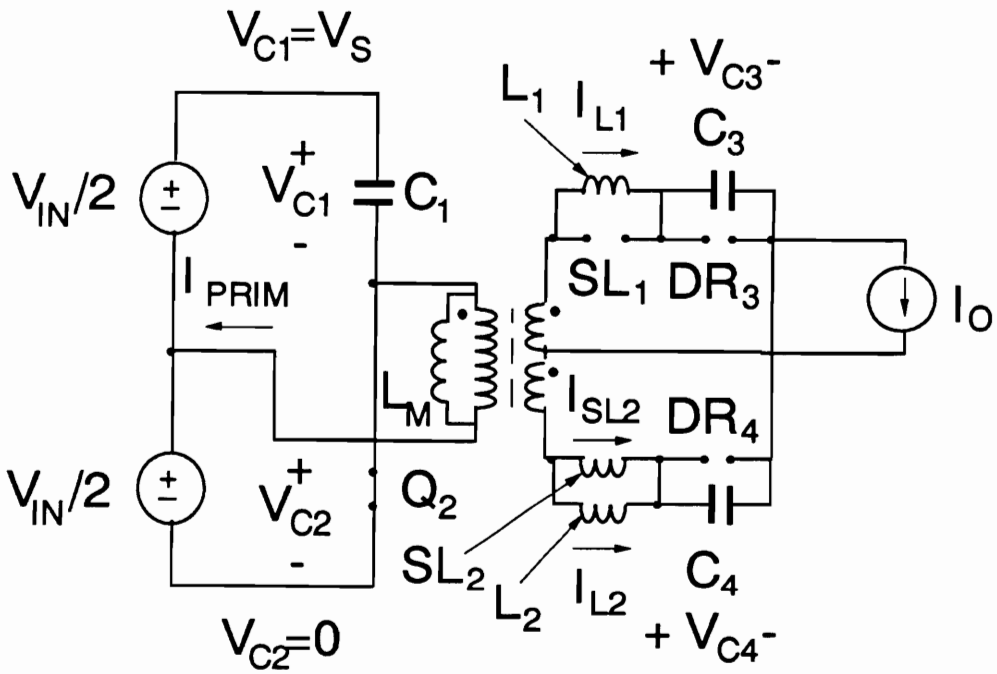 V_C1=V_S
+ V_C3 -
L_1
I_L1
C_3
V_IN/2
+
-
+
V_C1
-
C_1
I_PRIM
SL_1
DR_3
I_O
L_M
I_SL2
DR_4
V_IN/2
+
-
+
V_C2
-
Q_2
SL_2
L_2
I_L2
C_4
V_C2=0
+ V_C4 -